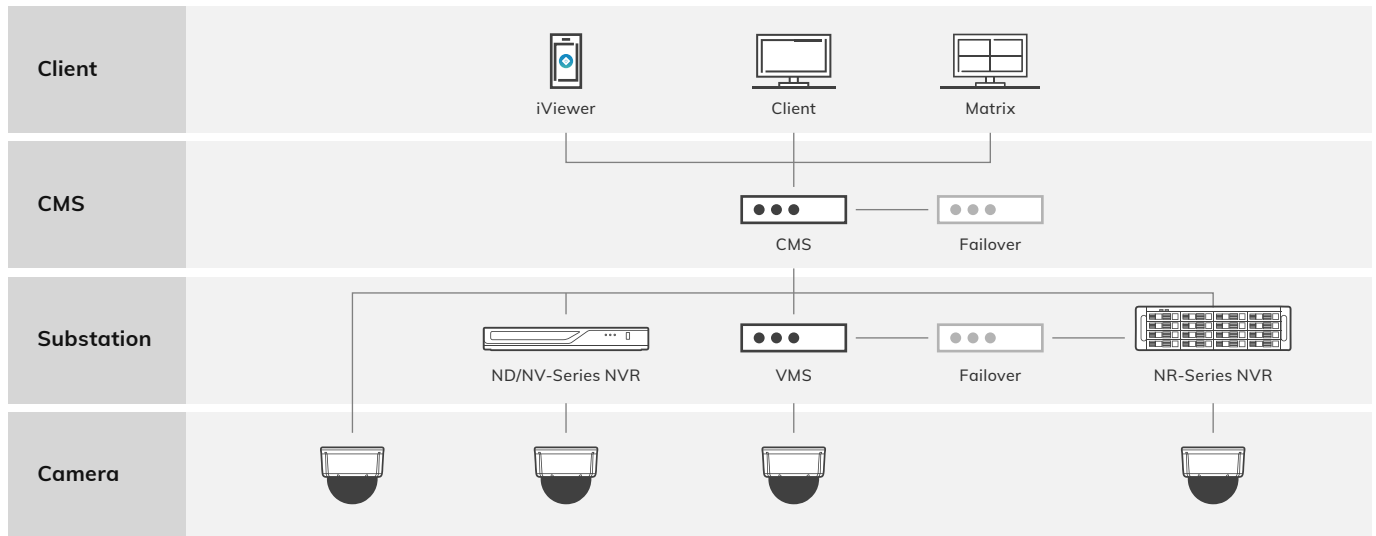 Client
iViewer
Client
Matrix
CMS
CMS
Failover
Substation
ND/NV-Series NVR
VMS
Failover
NR-Series NVR
Camera